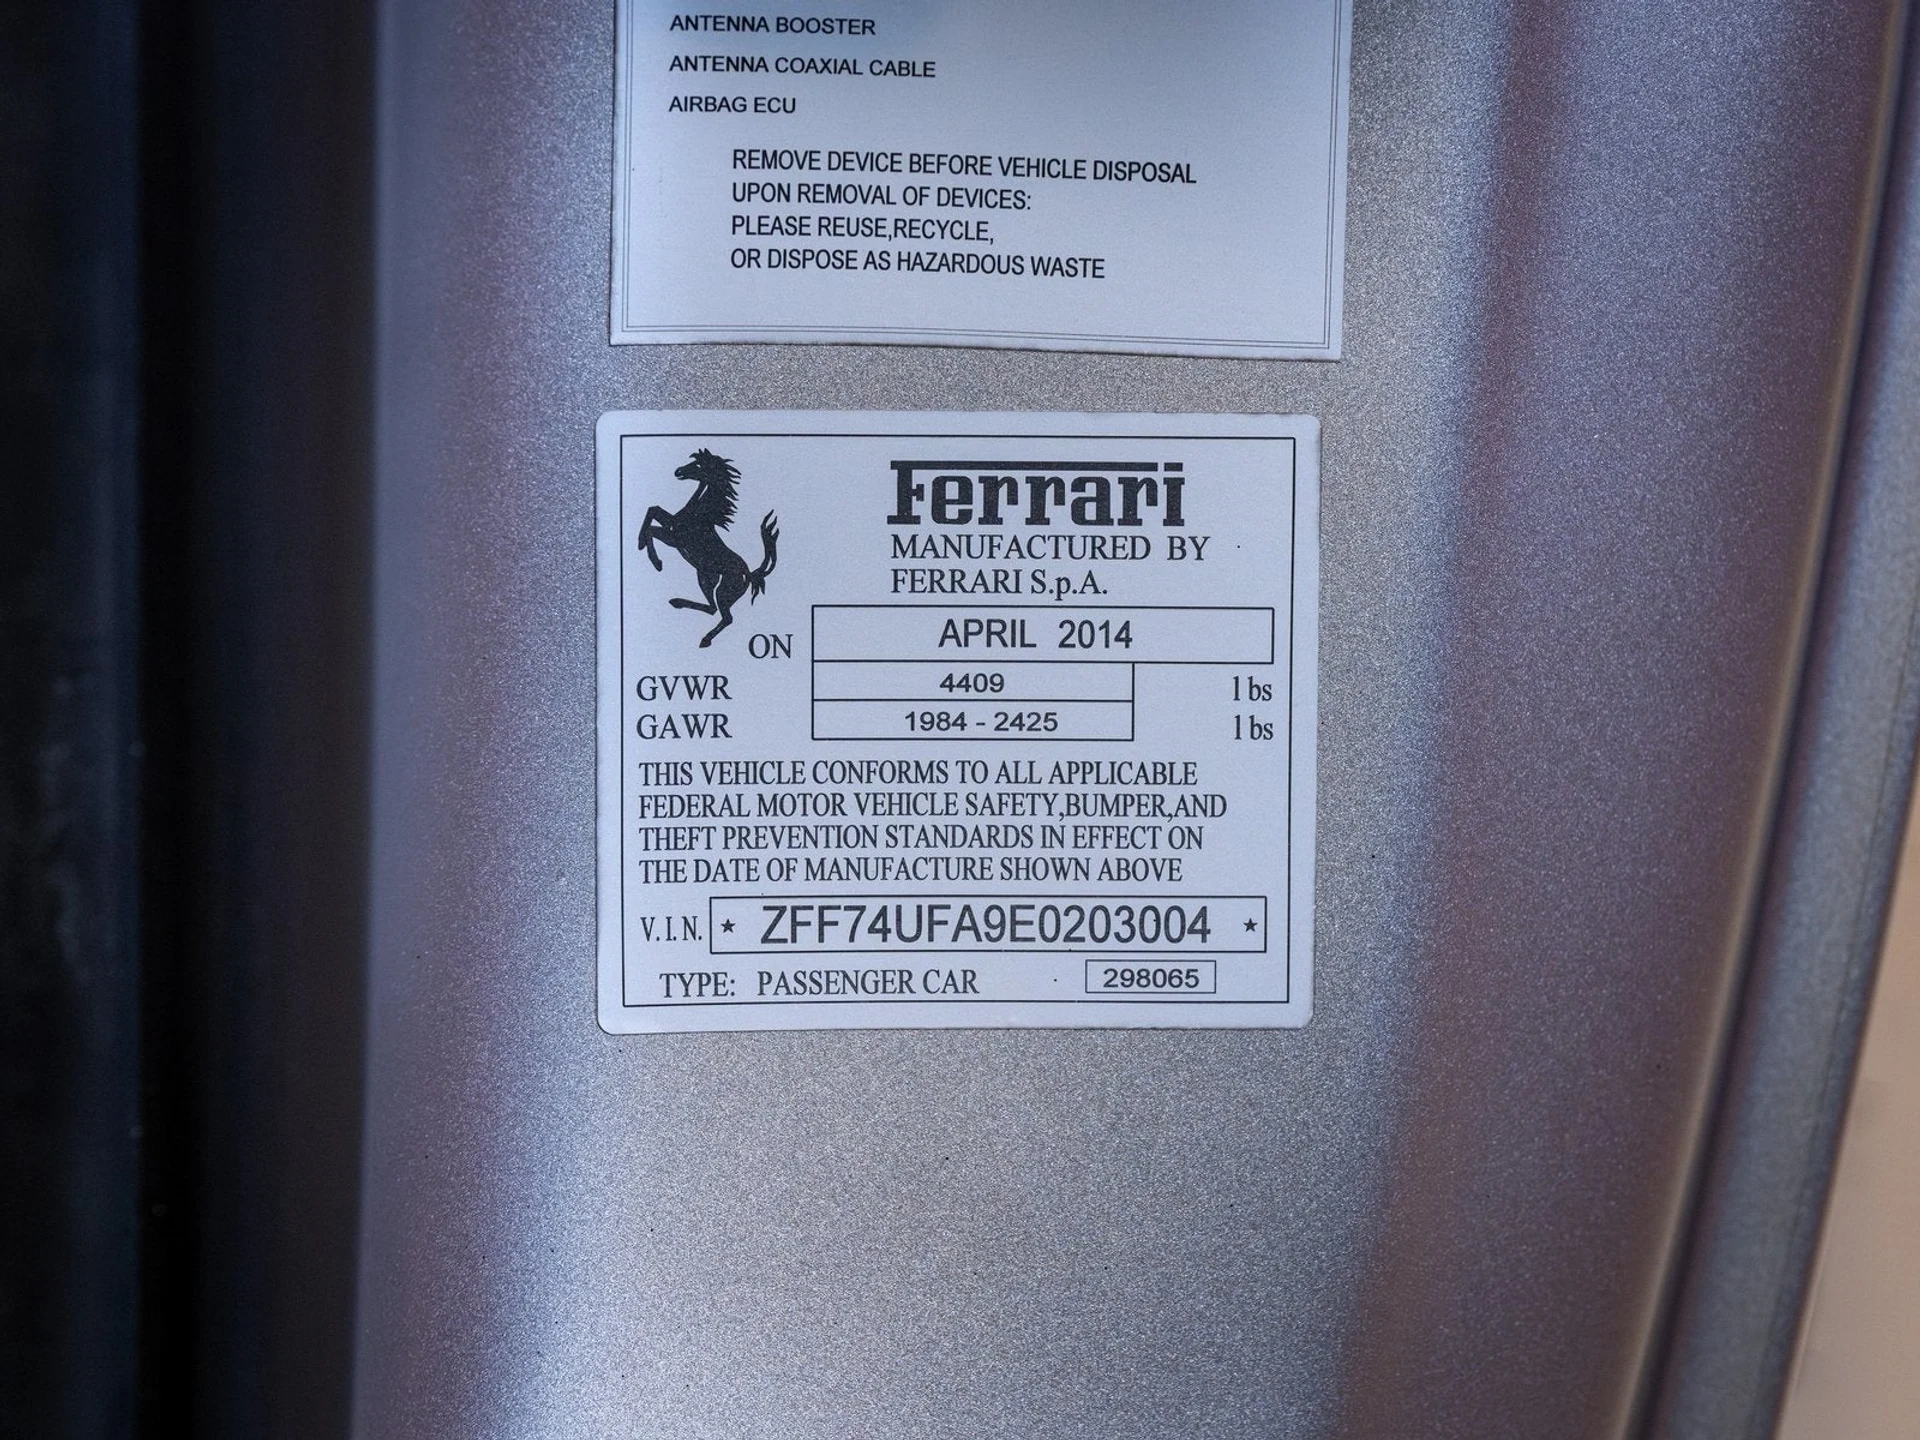 ANTENNA BOOSTER
ANTENNA COAXIAL CABLE
AIRBAG ECU
REMOVE DEVICE BEFORE VEHICLE DISPOSAL
UPON REMOVAL OF DEVICES:
PLEASE REUSE,RECYCLE,
OR DISPOSE AS HAZARDOUS WASTE
Ferrari
MANUFACTURED BY
FERRARI S.p.A.
ON APRIL 2014
GVWR 4409 lbs
GAWR 1984 - 2425 lbs
THIS VEHICLE CONFORMS TO ALL APPLICABLE
FEDERAL MOTOR VEHICLE SAFETY,BUMPER,AND
THEFT PREVENTION STANDARDS IN EFFECT ON
THE DATE OF MANUFACTURE SHOWN ABOVE
V.I.N. ★ ZFF74UFA9E0203004 ★
TYPE: PASSENGER CAR 298065